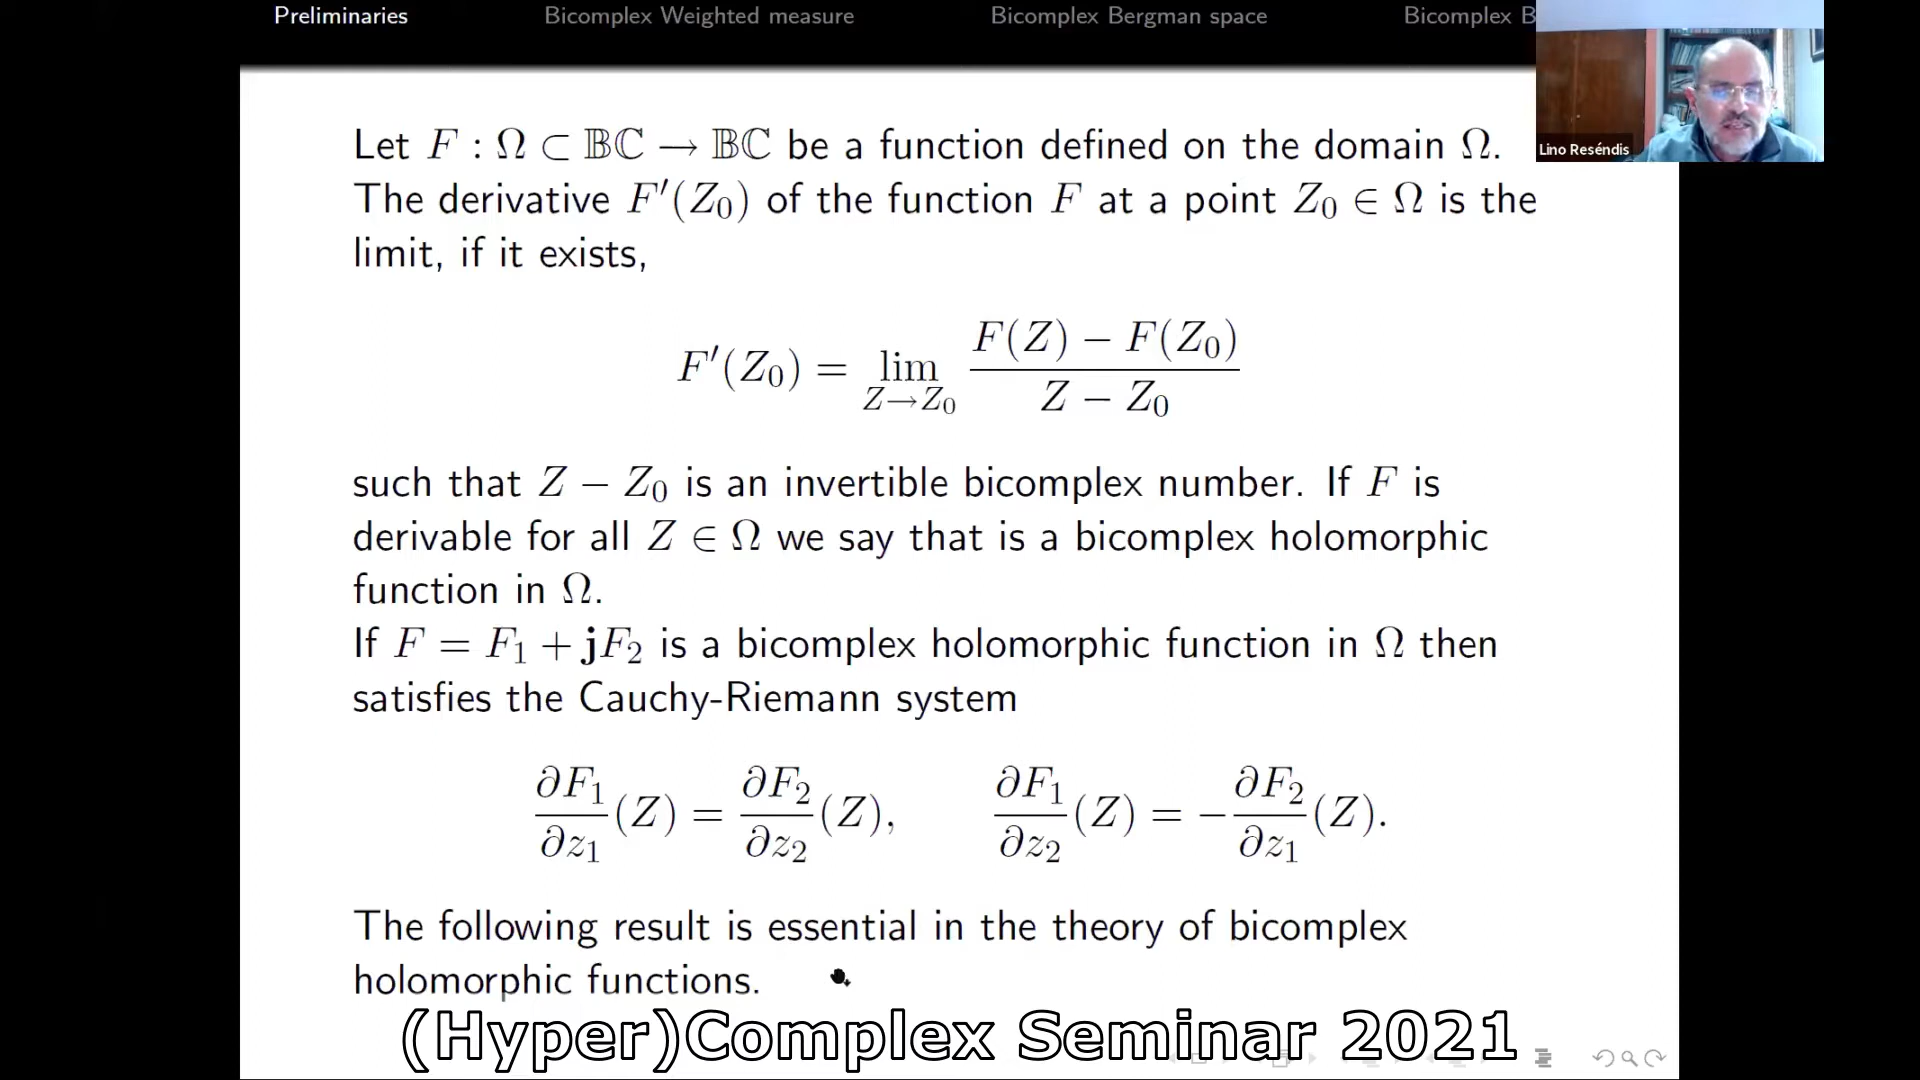 Preliminaries Bicomplex Weighted measure Bicomplex Bergman space Bicomplex B
Lino Reséndis
Let F : Ω ⊂ 𝔹ℂ → 𝔹ℂ be a function defined on the domain Ω.
The derivative F′(Z₀) of the function F at a point Z₀ ∈ Ω is the
limit, if it exists,
F′(Z₀) = lim_{Z→Z₀} (F(Z) − F(Z₀)) / (Z − Z₀)
such that Z − Z₀ is an invertible bicomplex number. If F is
derivable for all Z ∈ Ω we say that is a bicomplex holomorphic
function in Ω.
If F = F₁ + jF₂ is a bicomplex holomorphic function in Ω then
satisfies the Cauchy-Riemann system
∂F₁/∂z₁ (Z) = ∂F₂/∂z₂ (Z), ∂F₁/∂z₂ (Z) = −∂F₂/∂z₁ (Z).
The following result is essential in the theory of bicomplex
holomorphic functions.
(Hyper)Complex Seminar 2021